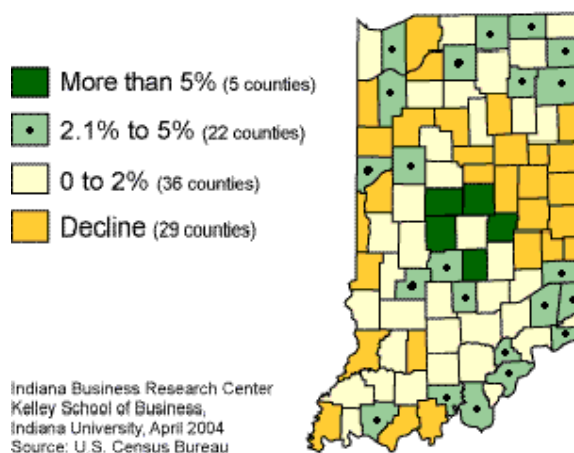 More than 5% (5 counties)
2.1% to 5% (22 counties)
0 to 2% (36 counties)
Decline (29 counties)
Indiana Business Research Center
Kelley School of Business,
Indiana University, April 2004
Source: U.S. Census Bureau